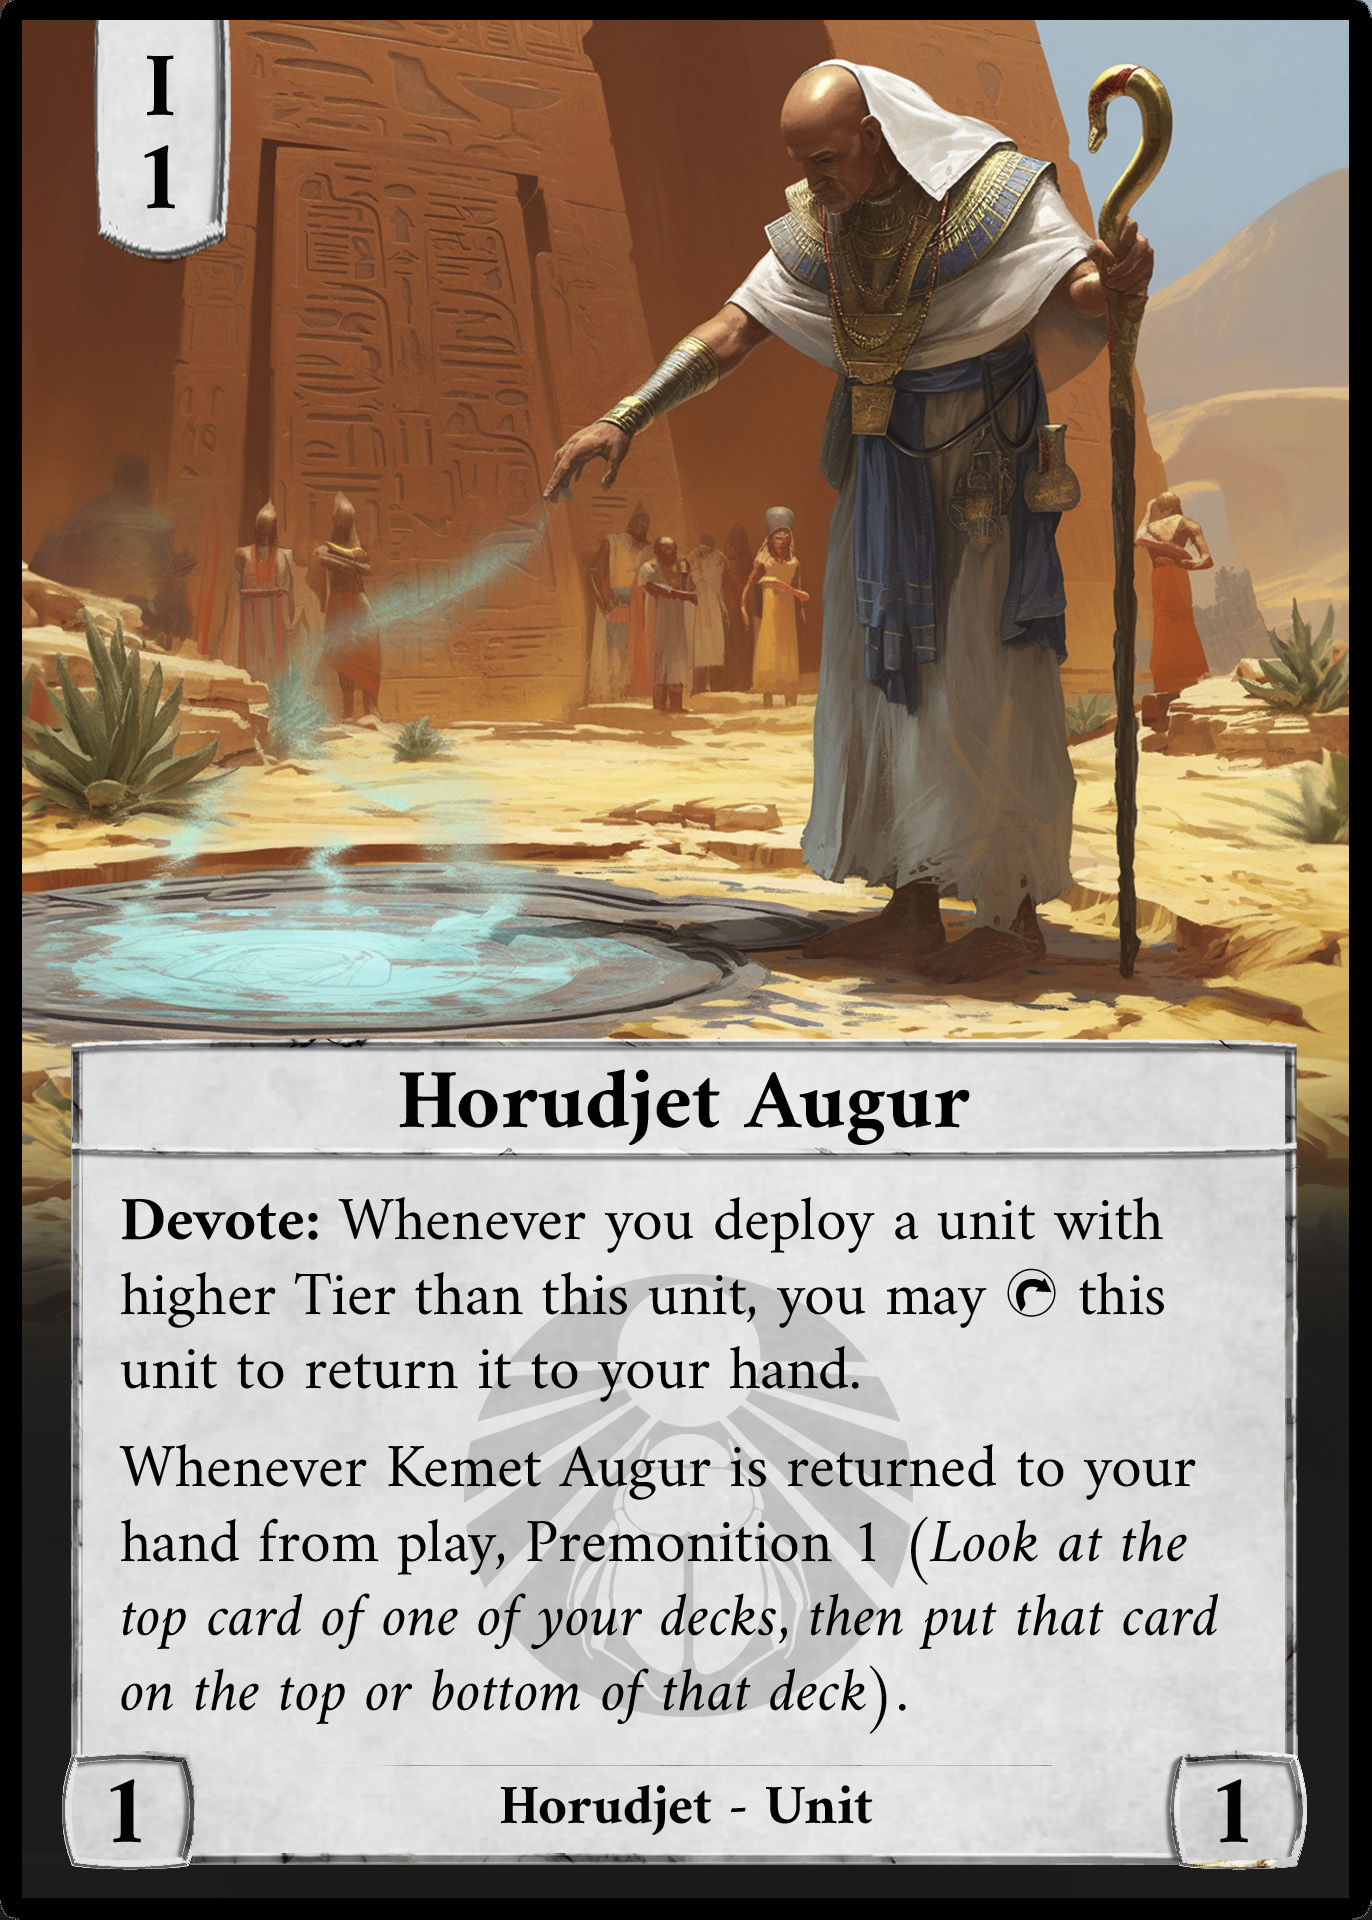 I
1
Horudjet Augur
Devote: Whenever you deploy a unit with
higher Tier than this unit, you may this
unit to return it to your hand.
Whenever Kemet Augur is returned to your
hand from play, Premonition 1 (Look at the
top card of one of your decks, then put that card
on the top or bottom of that deck).
1
Horudjet - Unit
1